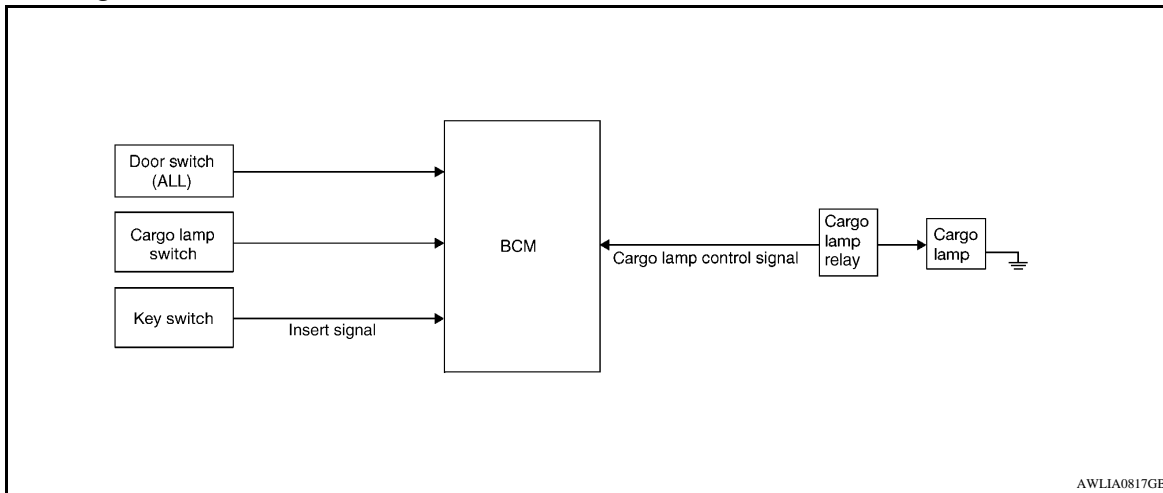 Door switch
(ALL)
Cargo lamp
switch
Key switch
Insert signal
BCM
Cargo lamp control signal
Cargo
lamp
relay
Cargo
lamp